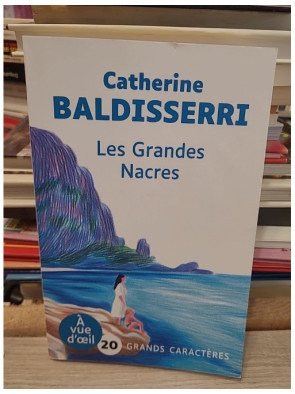 Catherine
BALDISSERRI
Les Grandes
Nacres
À
vue
d'œil
20
GRANDS CARACTÈRES